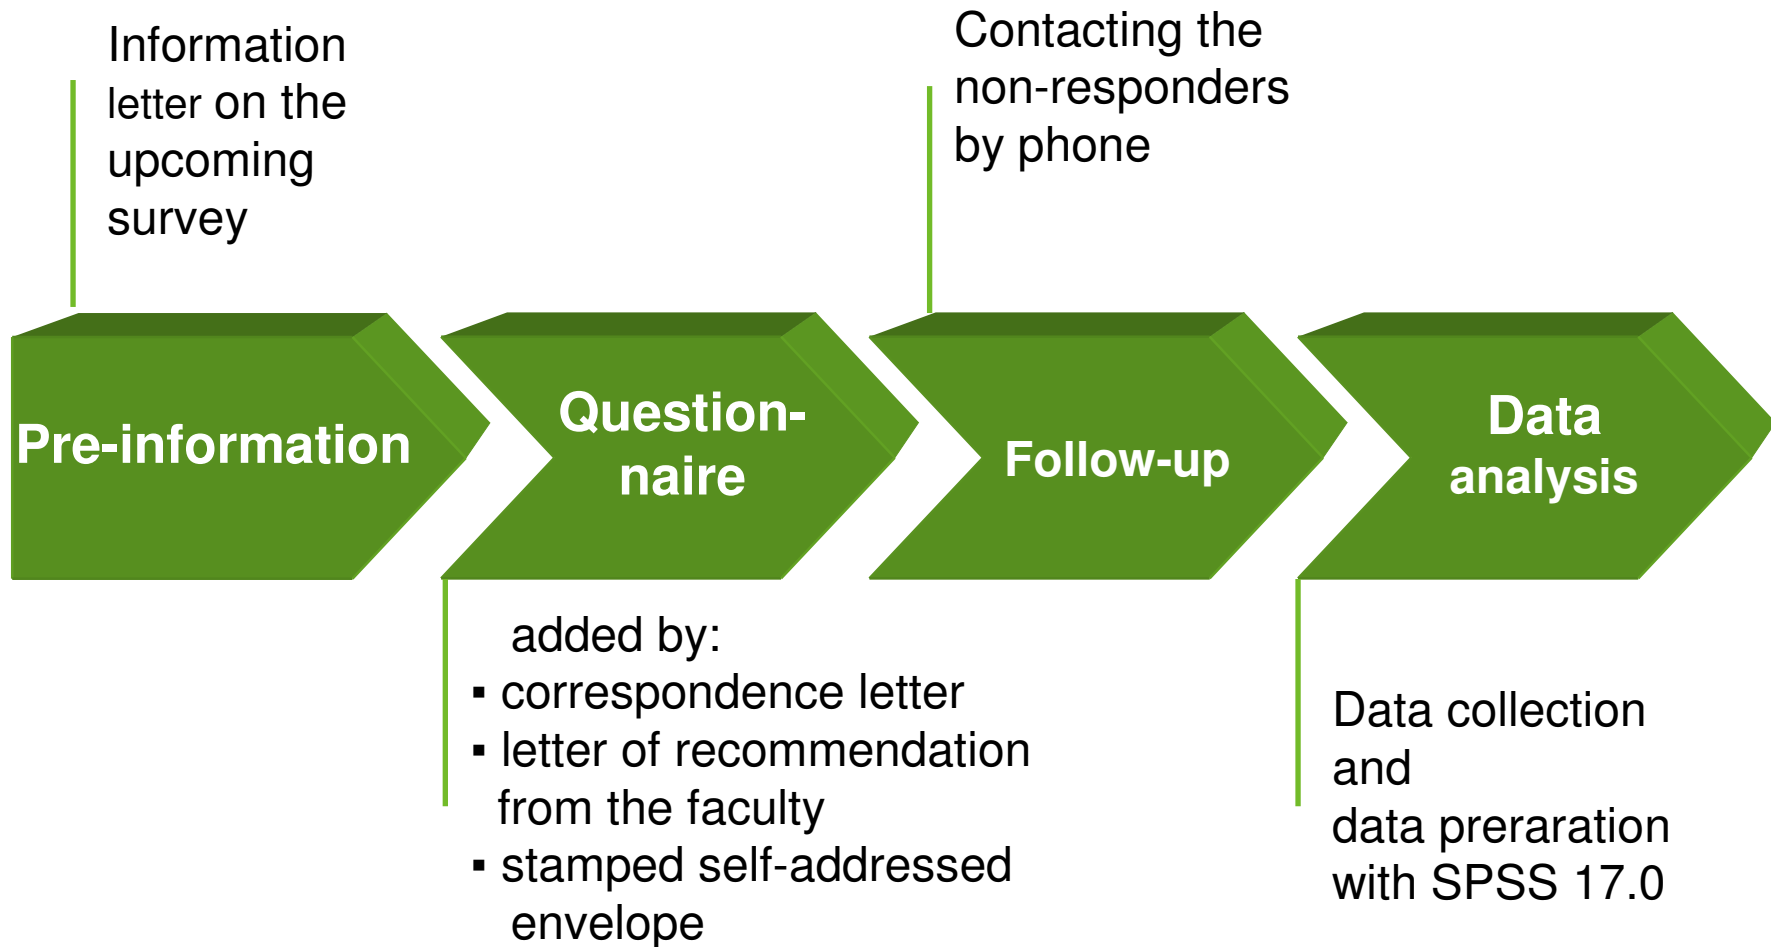 Information
letter on the
upcoming
survey
Contacting the
non-responders
by phone
Pre-information
Question-
naire
Follow-up
Data
analysis
added by:
▪ correspondence letter
▪ letter of recommendation
from the faculty
▪ stamped self-addressed
envelope
Data collection
and
data preraration
with SPSS 17.0